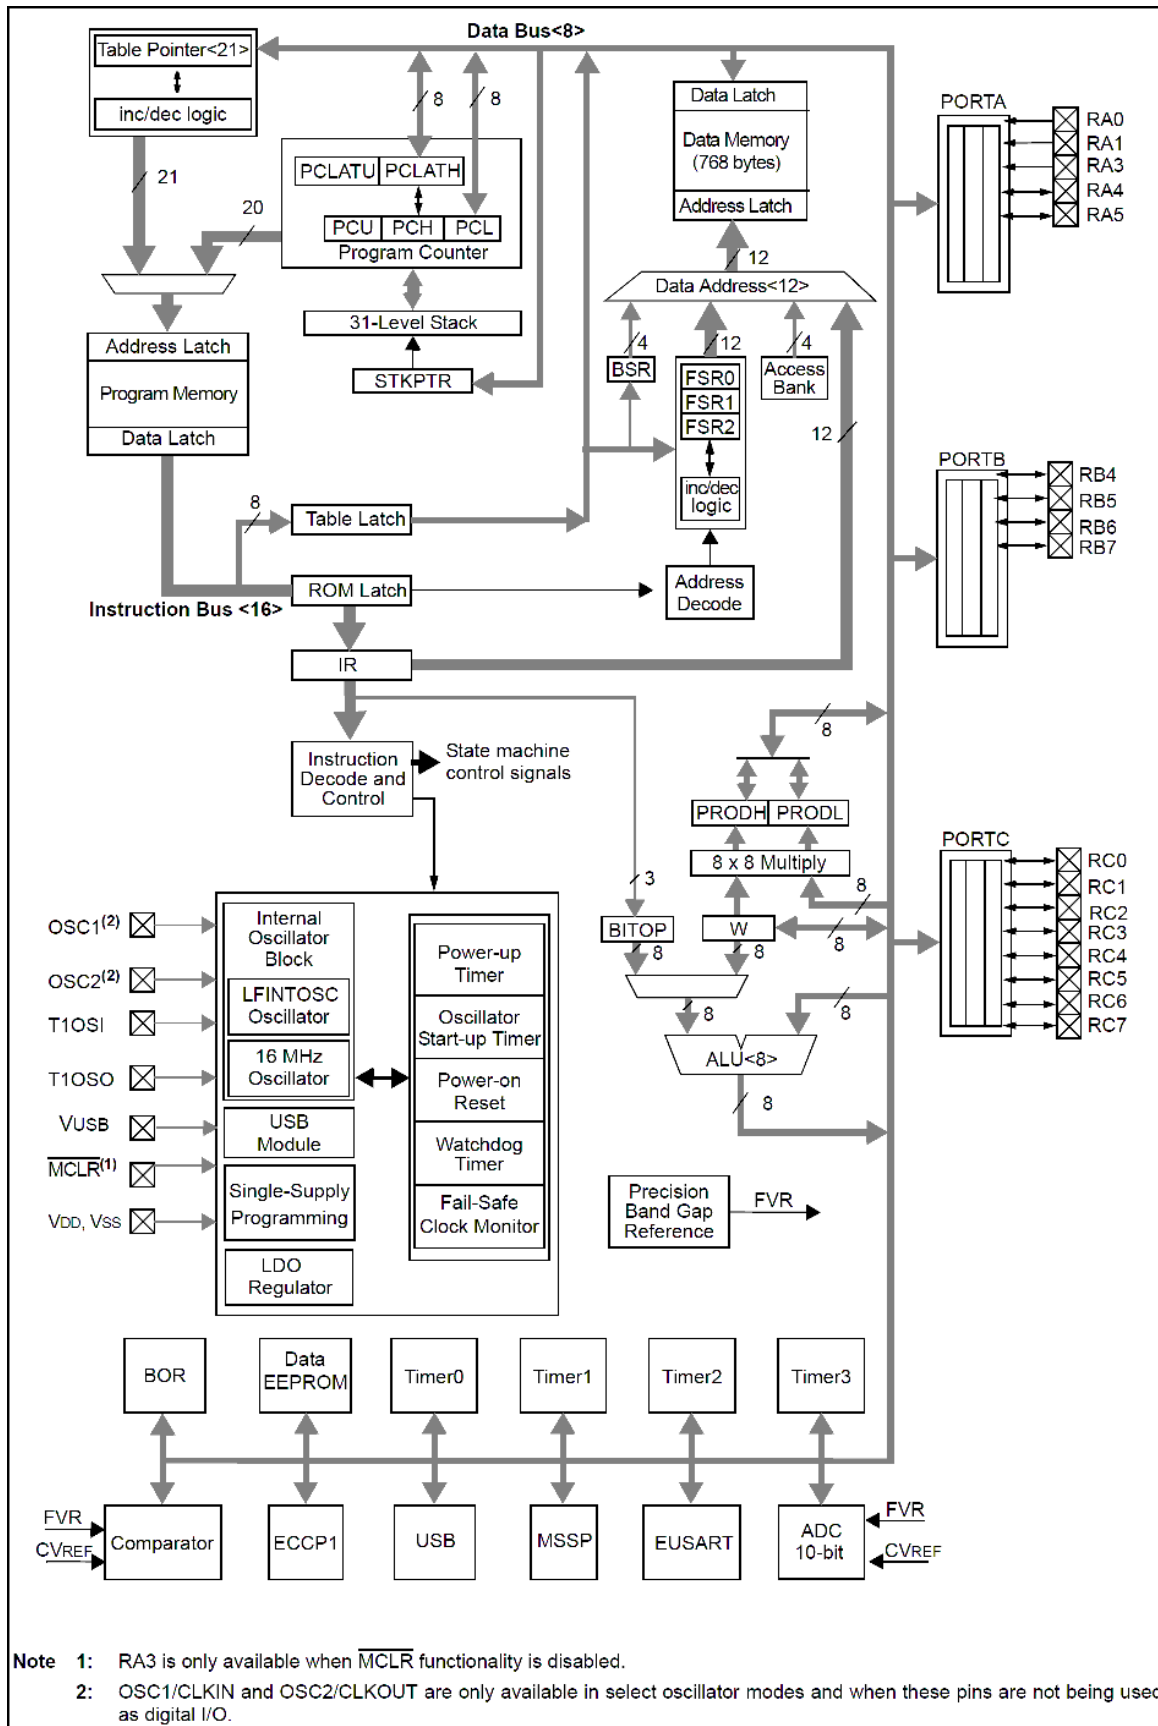 Data Bus<8>
Table Pointer<21>
inc/dec logic
21
20
8
8
PCLATU
PCLATH
PCU
PCH
PCL
Program Counter
31-Level Stack
STKPTR
Address Latch
Program Memory
Data Latch
Data Latch
Data Memory
(768 bytes)
Address Latch
12
Data Address<12>
4
12
4
BSR
FSR0
FSR1
FSR2
inc/dec
logic
Access
Bank
12
PORTA
RA0
RA1
RA3
RA4
RA5
PORTB
RB4
RB5
RB6
RB7
8
Table Latch
ROM Latch
Instruction Bus <16>
Address
Decode
IR
Instruction
Decode and
Control
State machine
control signals
8
PRODH
PRODL
8 x 8 Multiply
3
8
BITOP
W
8
8
8
8
8
ALU<8>
8
PORTC
RC0
RC1
RC2
RC3
RC4
RC5
RC6
RC7
OSC1(2)
OSC2(2)
T1OSI
T1OSO
VUSB
MCLR(1)
VDD, VSS
Internal
Oscillator
Block
LFINTOSC
Oscillator
16 MHz
Oscillator
USB
Module
Single-Supply
Programming
LDO
Regulator
Power-up
Timer
Oscillator
Start-up Timer
Power-on
Reset
Watchdog
Timer
Fail-Safe
Clock Monitor
Precision
Band Gap
Reference
FVR
BOR
Data
EEPROM
Timer0
Timer1
Timer2
Timer3
FVR
CVREF
Comparator
ECCP1
USB
MSSP
EUSART
ADC
10-bit
FVR
CVREF
Note 1: RA3 is only available when MCLR functionality is disabled.
2: OSC1/CLKIN and OSC2/CLKOUT are only available in select oscillator modes and when these pins are not being used
as digital I/O.